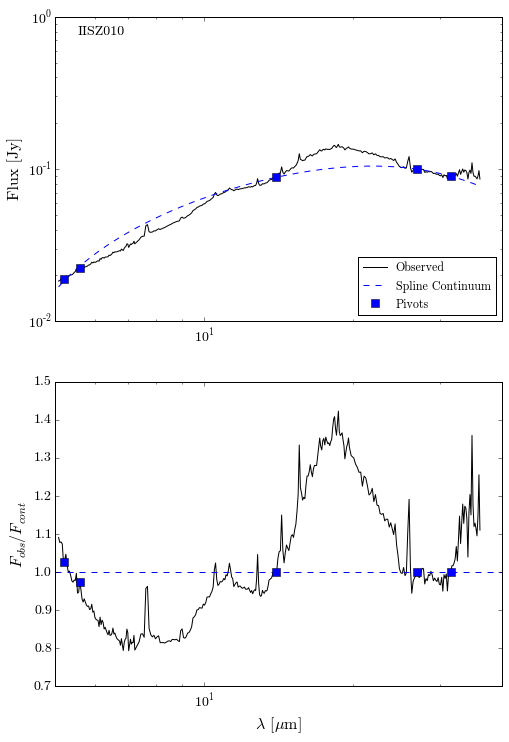 10^0
IISZ010
Flux [Jy]
10^-1
Observed
Spline Continuum
Pivots
10^-2
10^1
1.5
1.4
1.3
1.2
1.1
1.0
0.9
0.8
0.7
F_obs/F_cont
10^1
λ [μm]